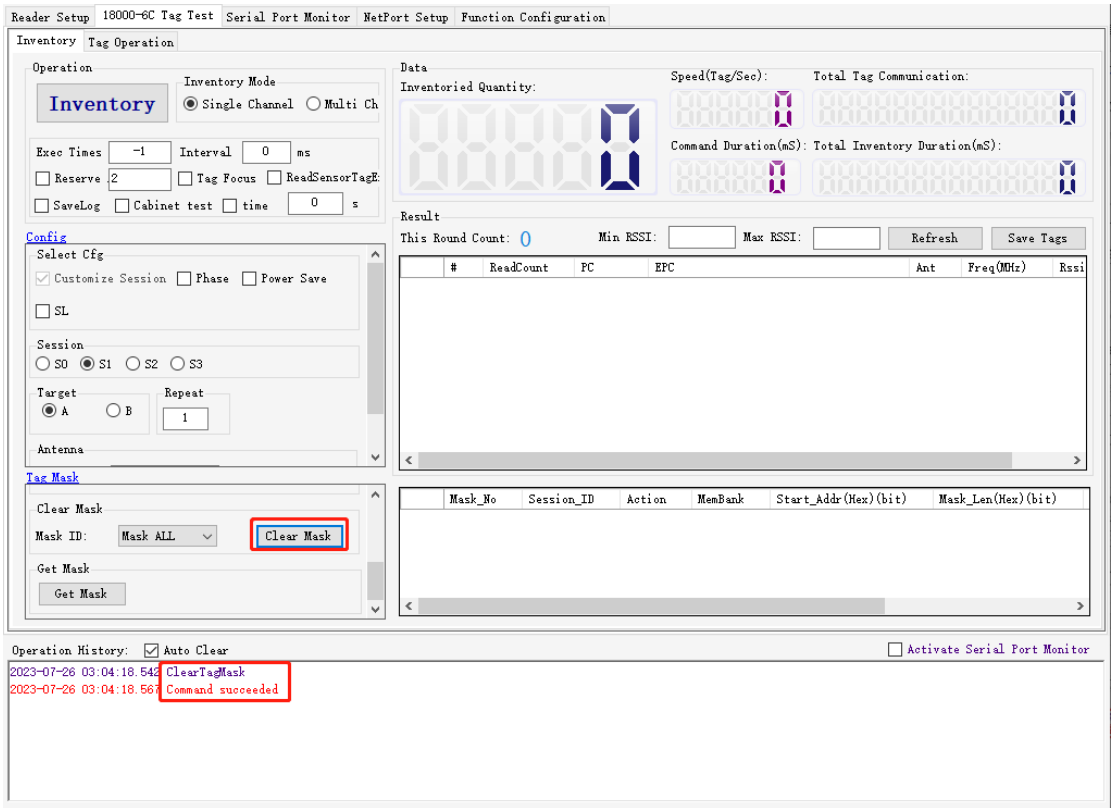 Reader Setup 18000-6C Tag Test Serial Port Monitor NetPort Setup Function Configuration
Inventory Tag Operation
Operation
Inventory
Inventory Mode
Single Channel Multi Ch
Exec Times -1 Interval 0 ms
Reserve 2 Tag Focus ReadSensorTagE
SaveLog Cabinet test time 0 s
Config
Select Cfg
Customize Session Phase Power Save
SL
Session
S0 S1 S2 S3
Target
A B
Repeat
1
Antenna
Tag Mask
Clear Mask
Mask ID: Mask ALL Clear Mask
Get Mask
Get Mask
Data
Inventoried Quantity:
0
Speed(Tag/Sec): Total Tag Communication:
0 0
Command Duration(mS): Total Inventory Duration(mS):
0 0
Result
This Round Count: 0 Min RSSI: Max RSSI: Refresh Save Tags
# ReadCount PC EPC Ant Freq(MHz) Rssi
Mask_No Session_ID Action MemBank Start_Addr(Hex)(bit) Mask_Len(Hex)(bit)
Operation History: Auto Clear Activate Serial Port Monitor
2023-07-26 03:04:18.542 ClearTagMask
2023-07-26 03:04:18.567 Command succeeded